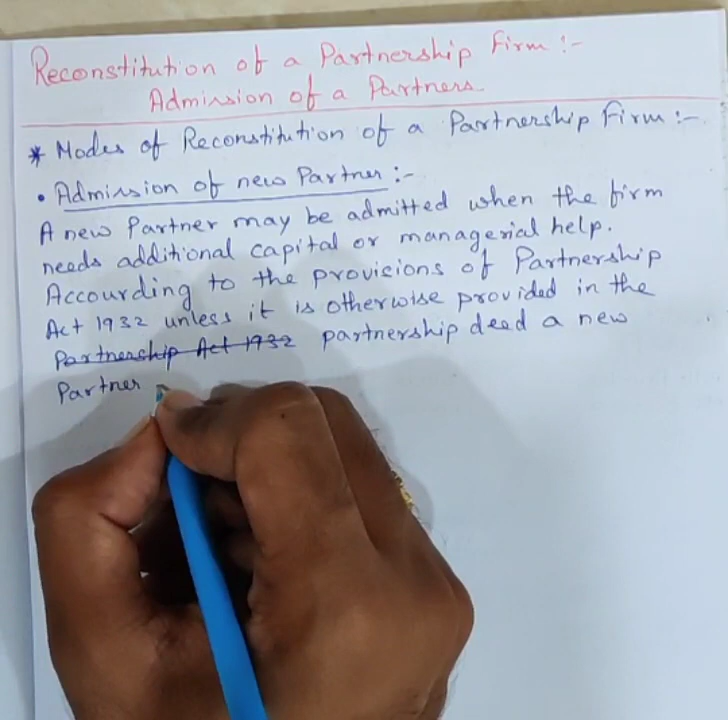 Reconstitution of a Partnership Firm :-
Admission of a Partners
* Modes of Reconstitution of a Partnership Firm :-
• Admission of new Partner :-
A new Partner may be admitted when the firm
needs additional capital or managerial help.
Accourding to the provisions of Partnership
Act 1932 unless it is otherwise provided in the
Partnership Act 1932 partnership deed a new
Partner